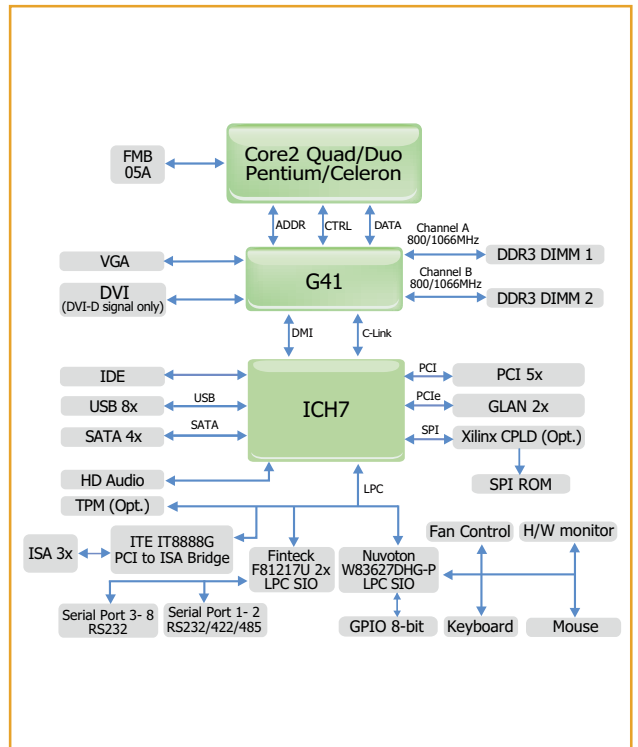 Core2 Quad/Duo
Pentium/Celeron
FMB
05A
ADDR
CTRL
DATA
Channel A
800/1066MHz
DDR3 DIMM 1
VGA
G41
Channel B
800/1066MHz
DDR3 DIMM 2
DVI
(DVI-D signal only)
DMI
C-Link
IDE
PCI
PCI 5x
USB 8x
USB
ICH7
PCIe
GLAN 2x
SATA 4x
SATA
SPI
Xilinx CPLD (Opt.)
HD Audio
SPI ROM
TPM (Opt.)
LPC
ISA 3x
ITE IT8888G
PCI to ISA Bridge
Finteck
F81217U 2x
LPC SIO
Nuvoton
W83627DHG-P
LPC SIO
Fan Control
H/W monitor
Serial Port 3- 8
RS232
Serial Port 1- 2
RS232/422/485
GPIO 8-bit
Keyboard
Mouse